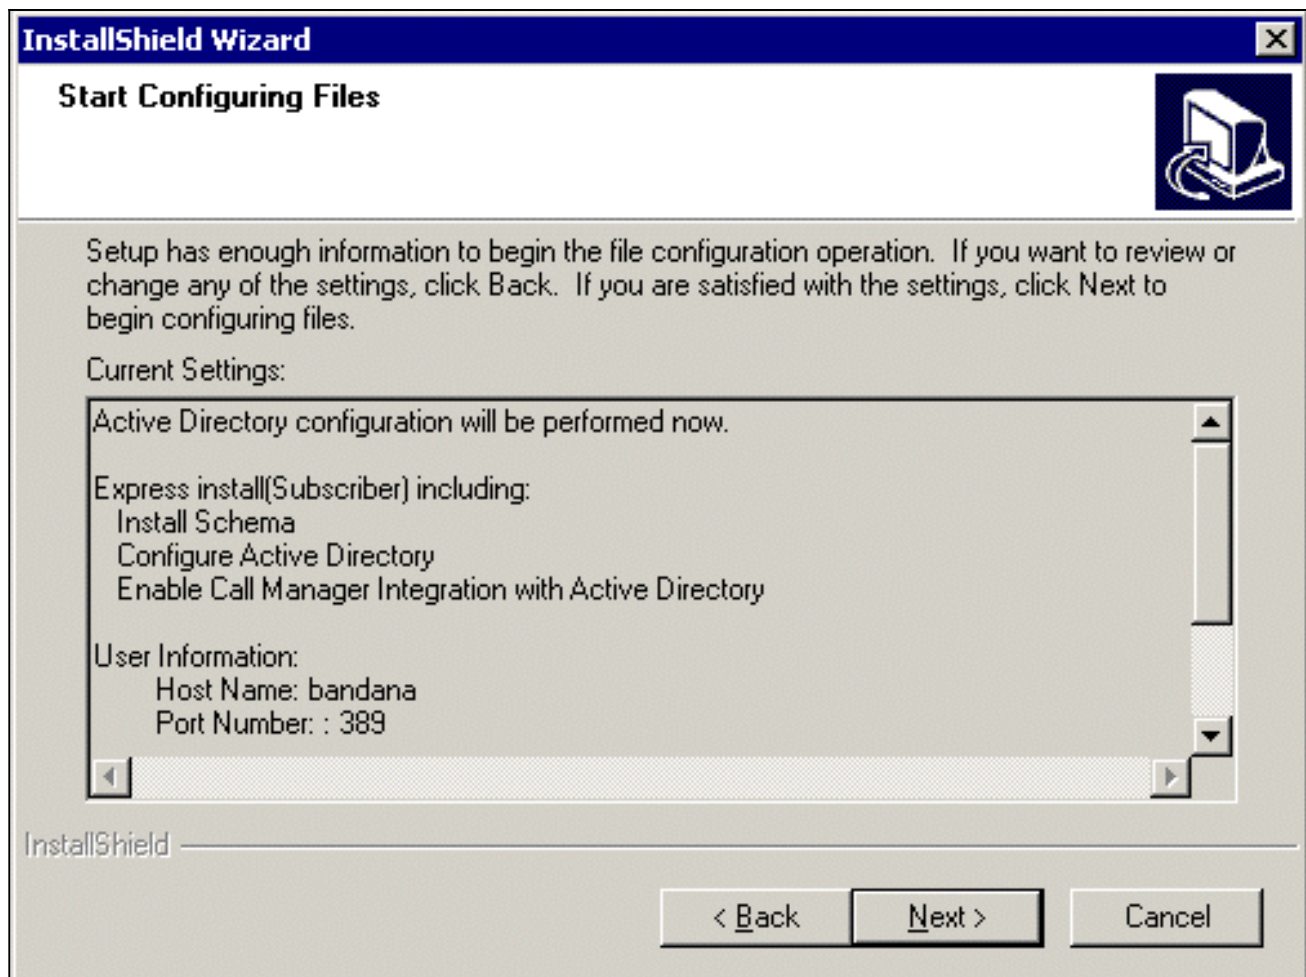 InstallShield Wizard
Start Configuring Files
Setup has enough information to begin the file configuration operation.  If you want to review or
change any of the settings, click Back.  If you are satisfied with the settings, click Next to
begin configuring files.
Current Settings:
Active Directory configuration will be performed now.
Express install(Subscriber) including:
Install Schema
Configure Active Directory
Enable Call Manager Integration with Active Directory
User Information:
Host Name: bandana
Port Number: : 389
InstallShield
< Back
Next >
Cancel